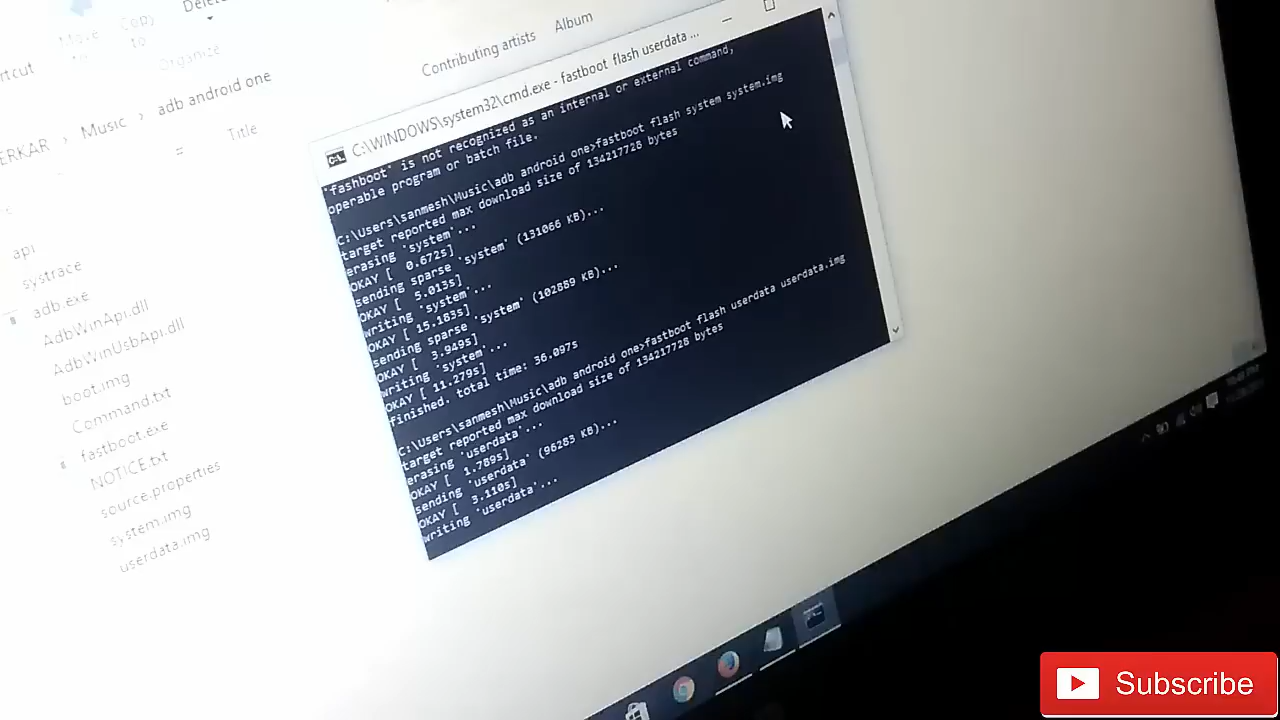 Organize
Contributing artists
Album
Music > adb android one
Title
api
systrace
adb.exe
AdbWinApi.dll
AdbWinUsbApi.dll
boot.img
Command.txt
fastboot.exe
NOTICE.txt
source.properties
system.img
userdata.img
C:\WINDOWS\system32\cmd.exe - fastboot flash userdata ...
'fashboot' is not recognized as an internal or external command,
operable program or batch file.
C:\Users\sanmesh\Music\adb android one>fastboot flash system system.img
target reported max download size of 134217728 bytes
erasing 'system'...
OKAY [ 0.672s]
sending sparse 'system' (131066 KB)...
OKAY [ 5.013s]
writing 'system'...
OKAY [ 15.183s]
sending sparse 'system' (102889 KB)...
OKAY [ 3.949s]
writing 'system'...
OKAY [ 11.279s]
finished. total time: 36.097s
C:\Users\sanmesh\Music\adb android one>fastboot flash userdata userdata.img
target reported max download size of 134217728 bytes
erasing 'userdata'...
OKAY [ 1.789s]
sending 'userdata' (96283 KB)...
OKAY [ 3.110s]
writing 'userdata'...
Subscribe